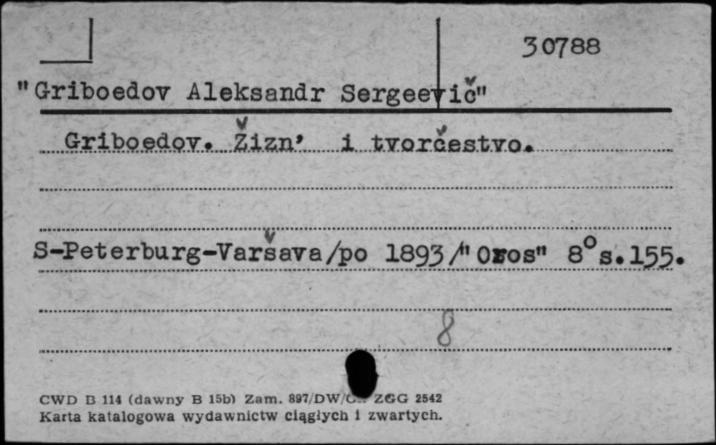 30788
"Griboedov Aleksandr Sergeevič"
Griboedov. Žizn' i tvorčestvo.
S-Peterburg-Varšava/po 1893/"Oros" 8° s.155.
8
CWD B 114 (dawny B 15b) Zam. 897/DW/ ZGG 2542
Karta katalogowa wydawnictw ciągłych i zwartych.